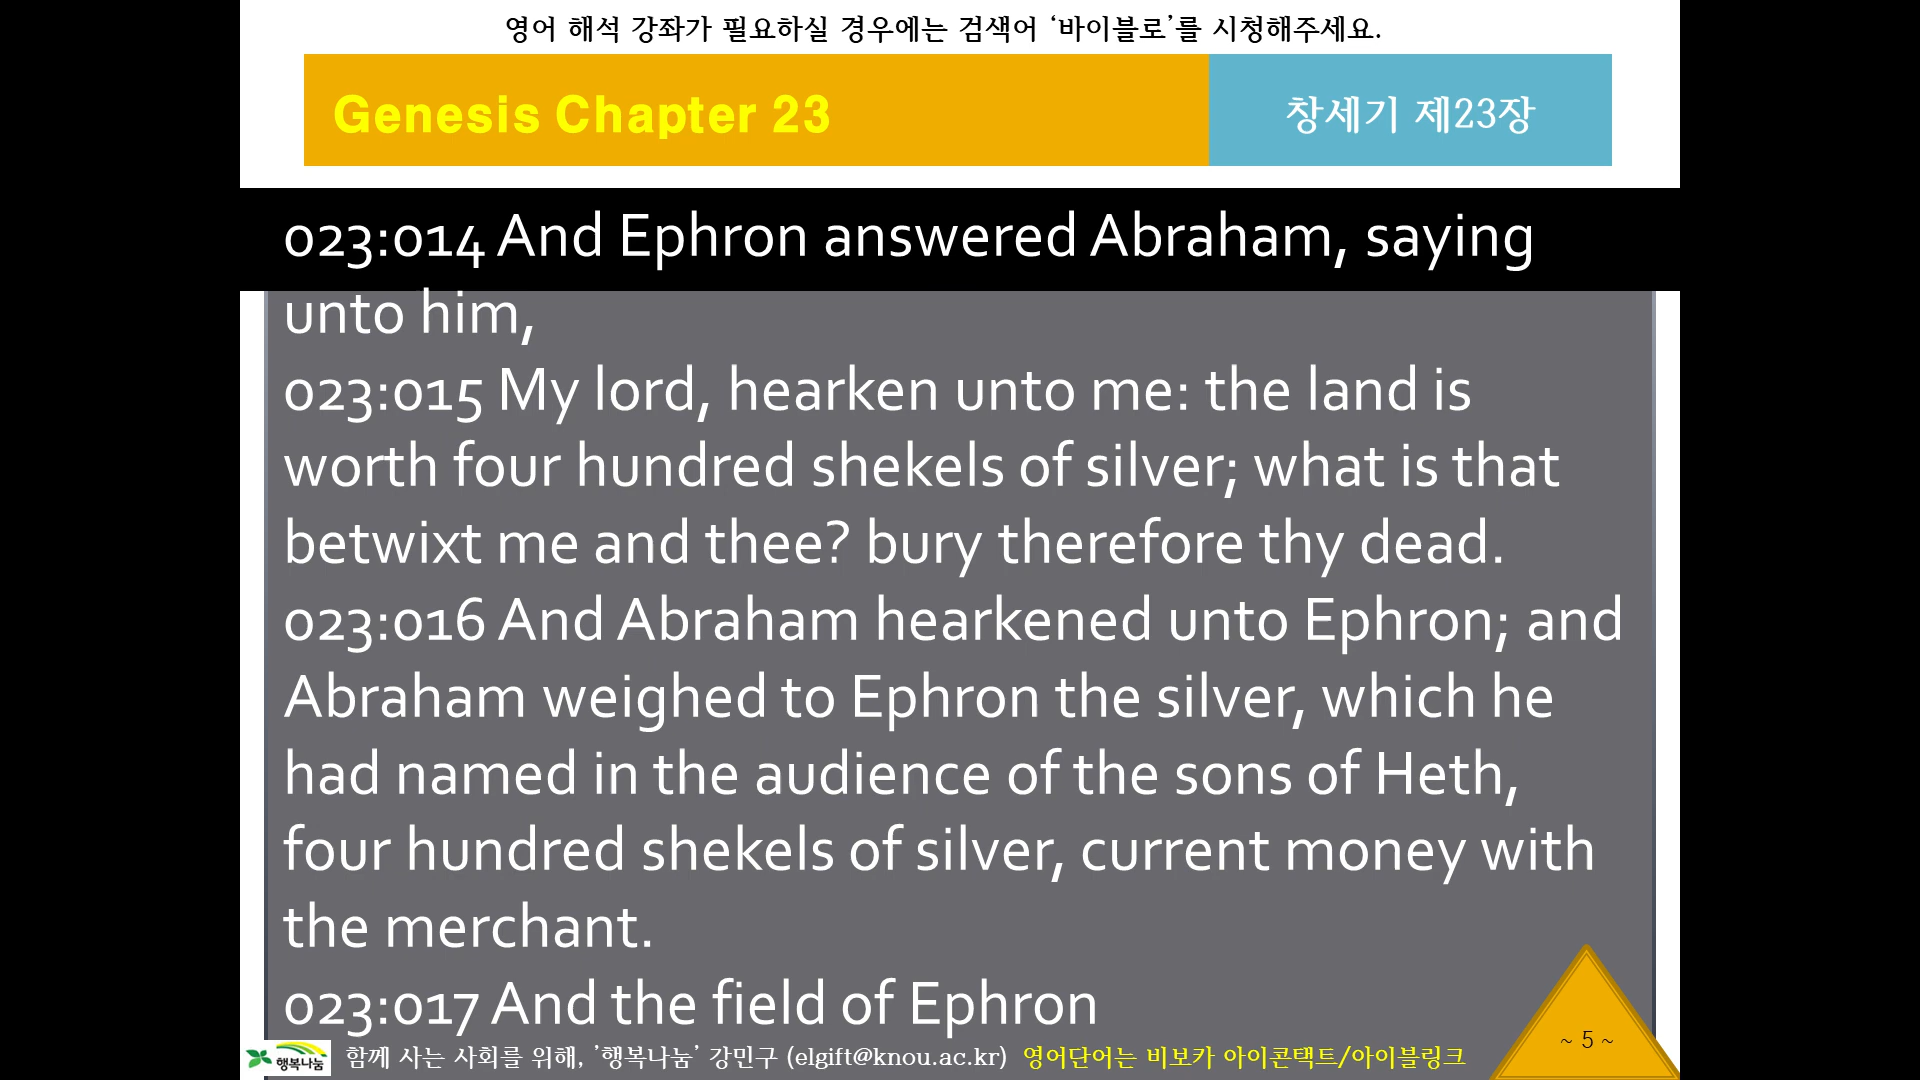 영어 해석 강좌가 필요하실 경우에는 검색어 ‘바이블로’를 시청해주세요.
Genesis Chapter 23
창세기 제23장
023:014 And Ephron answered Abraham, saying
unto him,
023:015 My lord, hearken unto me: the land is
worth four hundred shekels of silver; what is that
betwixt me and thee? bury therefore thy dead.
023:016 And Abraham hearkened unto Ephron; and
Abraham weighed to Ephron the silver, which he
had named in the audience of the sons of Heth,
four hundred shekels of silver, current money with
the merchant.
023:017 And the field of Ephron
~ 5 ~
행복나눔 함께 사는 사회를 위해, ’행복나눔’ 강민구 (elgift@knou.ac.kr) 영어단어는 비보카 아이콘택트/아이블링크